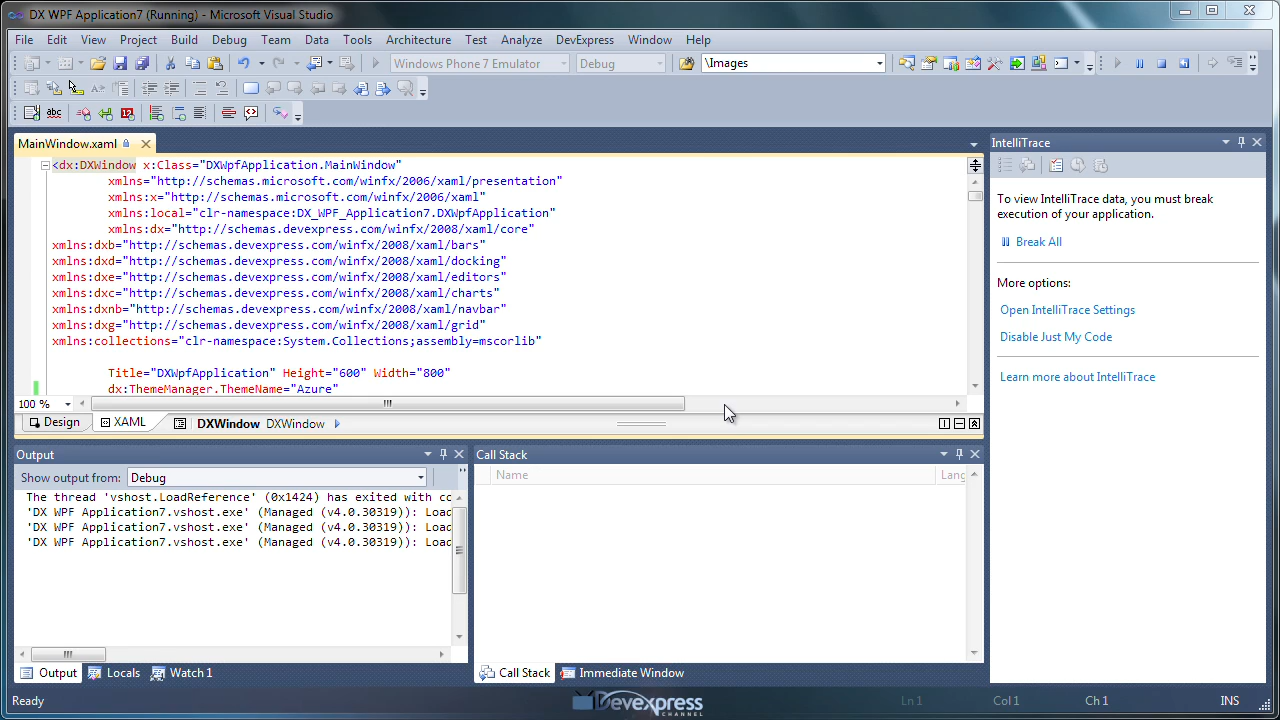 DX WPF Application7 (Running) - Microsoft Visual Studio
File Edit View Project Build Debug Team Data Tools Architecture Test Analyze DevExpress Window Help
Windows Phone 7 Emulator Debug \Images
abc
MainWindow.xaml
<dx:DXWindow x:Class="DXWpfApplication.MainWindow"
xmlns="http://schemas.microsoft.com/winfx/2006/xaml/presentation"
xmlns:x="http://schemas.microsoft.com/winfx/2006/xaml"
xmlns:local="clr-namespace:DX_WPF_Application7.DXWpfApplication"
xmlns:dx="http://schemas.devexpress.com/winfx/2008/xaml/core"
xmlns:dxb="http://schemas.devexpress.com/winfx/2008/xaml/bars"
xmlns:dxd="http://schemas.devexpress.com/winfx/2008/xaml/docking"
xmlns:dxe="http://schemas.devexpress.com/winfx/2008/xaml/editors"
xmlns:dxc="http://schemas.devexpress.com/winfx/2008/xaml/charts"
xmlns:dxnb="http://schemas.devexpress.com/winfx/2008/xaml/navbar"
xmlns:dxg="http://schemas.devexpress.com/winfx/2008/xaml/grid"
xmlns:collections="clr-namespace:System.Collections;assembly=mscorlib"
Title="DXWpfApplication" Height="600" Width="800"
dx:ThemeManager.ThemeName="Azure"
100 %
Design XAML DXWindow DXWindow
IntelliTrace
To view IntelliTrace data, you must break
execution of your application.
Break All
More options:
Open IntelliTrace Settings
Disable Just My Code
Learn more about IntelliTrace
Output
Show output from: Debug
The thread 'vshost.LoadReference' (0x1424) has exited with co
'DX WPF Application7.vshost.exe' (Managed (v4.0.30319)): Load
'DX WPF Application7.vshost.exe' (Managed (v4.0.30319)): Load
'DX WPF Application7.vshost.exe' (Managed (v4.0.30319)): Load
Output Locals Watch 1
Call Stack
Name Lang
Call Stack Immediate Window
Ready Ln 1 Col 1 Ch 1 INS
Devexpress
CHANNEL